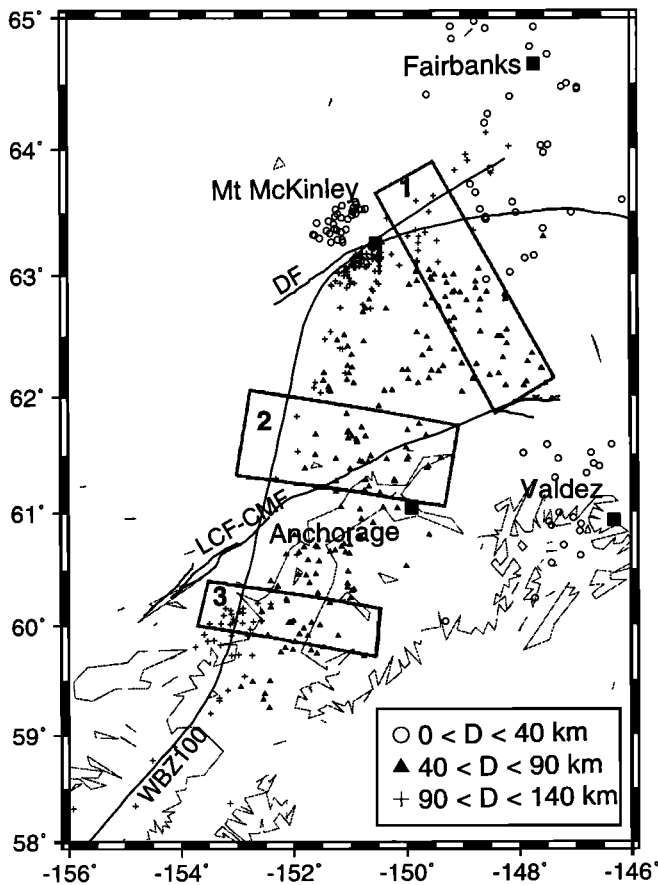 65°
Fairbanks
64°
1
Mt McKinley
DF
63°
62°
2
61°
LCF-CMF
Valdez
Anchorage
3
60°
59°
WBZ100
0 < D < 40 km
40 < D < 90 km
90 < D < 140 km
58°
-156° -154° -152° -150° -148° -146°